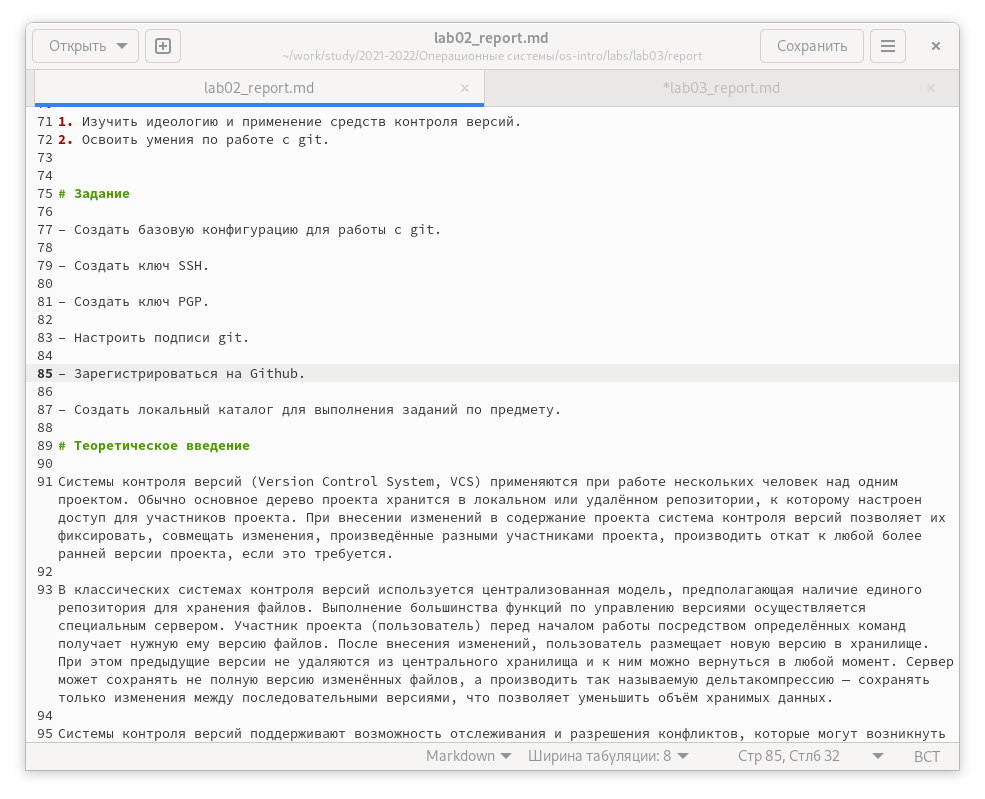 Открыть
lab02_report.md
~/work/study/2021-2022/Операционные системы/os-intro/labs/lab03/report
Сохранить
lab02_report.md
*lab03_report.md
71 1. Изучить идеологию и применение средств контроля версий.
72 2. Освоить умения по работе с git.
73
74
75 # Задание
76
77 – Создать базовую конфигурацию для работы с git.
78
79 – Создать ключ SSH.
80
81 – Создать ключ PGP.
82
83 – Настроить подписи git.
84
85 – Зарегистрироваться на Github.
86
87 – Создать локальный каталог для выполнения заданий по предмету.
88
89 # Теоретическое введение
90
91 Системы контроля версий (Version Control System, VCS) применяются при работе нескольких человек над одним
проектом. Обычно основное дерево проекта хранится в локальном или удалённом репозитории, к которому настроен
доступ для участников проекта. При внесении изменений в содержание проекта система контроля версий позволяет их
фиксировать, совмещать изменения, произведённые разными участниками проекта, производить откат к любой более
ранней версии проекта, если это требуется.
92
93 В классических системах контроля версий используется централизованная модель, предполагающая наличие единого
репозитория для хранения файлов. Выполнение большинства функций по управлению версиями осуществляется
специальным сервером. Участник проекта (пользователь) перед началом работы посредством определённых команд
получает нужную ему версию файлов. После внесения изменений, пользователь размещает новую версию в хранилище.
При этом предыдущие версии не удаляются из центрального хранилища и к ним можно вернуться в любой момент. Сервер
может сохранять не полную версию изменённых файлов, а производить так называемую дельтакомпрессию — сохранять
только изменения между последовательными версиями, что позволяет уменьшить объём хранимых данных.
94
95 Системы контроля версий поддерживают возможность отслеживания и разрешения конфликтов, которые могут возникнуть
Markdown
Ширина табуляции: 8
Стр 85, Стлб 32
ВСТ